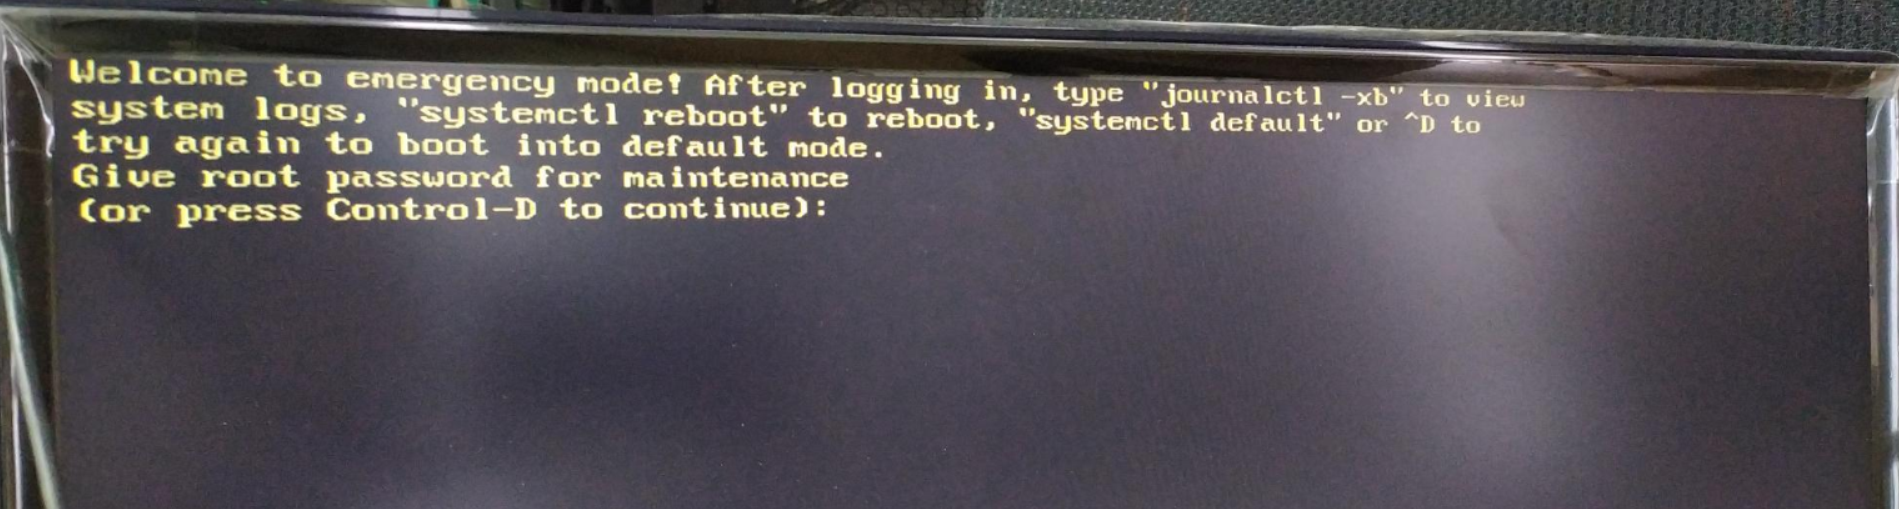 Welcome to emergency mode! After logging in, type "journalctl -xb" to view
system logs, "systemctl reboot" to reboot, "systemctl default" or ^D to
try again to boot into default mode.
Give root password for maintenance
(or press Control-D to continue):